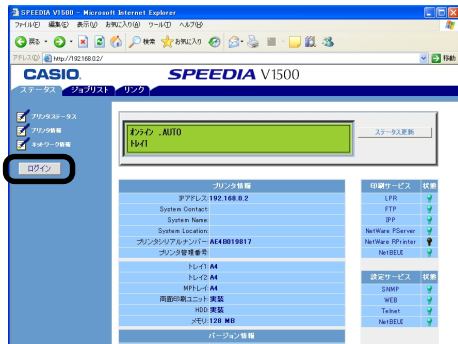 SPEEDIA V1500 - Microsoft Internet Explorer
ファイル(F) 編集(E) 表示(V) お気に入り(A) ツール(T) ヘルプ(H)
戻る 検索 お気に入り
アドレス(D) http://192.168.0.2/ 移動
CASIO. SPEEDIA V1500
ステータス ジョブリスト リンク
プリンタステータス
プリンタ情報
ネットワーク情報
ログイン
オンライン .AUTO
トレイ1
ステータス更新
プリンタ情報
IPアドレス: 192.168.0.2
System Contact:
System Name:
System Location:
プリンタシリアルナンバー: AE4B019817
プリンタ管理番号:
トレイ1: A4
トレイ2: A4
MPトレイ: A4
両面印刷ユニット: 実装
HDD: 実装
メモリ: 128 MB
バージョン情報
印刷サービス 状態
LPR
FTP
IPP
NetWare PServer
NetWare RPrinter
NetBEUI
設定サービス 状態
SNMP
WEB
Telnet
NetBEUI